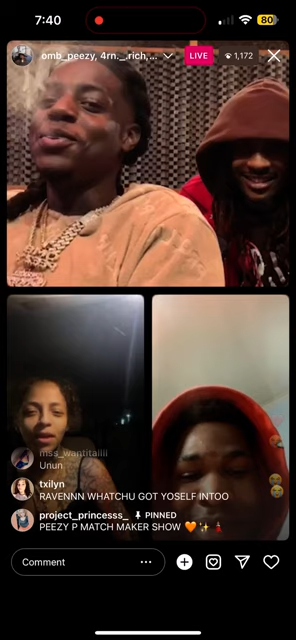 7:40
80
omb_peezy, 4rn._.rich,...
LIVE
1,172
mss_wantitallll
Unun
txilyn
RAVENNN WHATCHU GOT YOSELF INTOO
project_princesss_ PINNED
PEEZY P MATCH MAKER SHOW 🧡✨💃
Comment